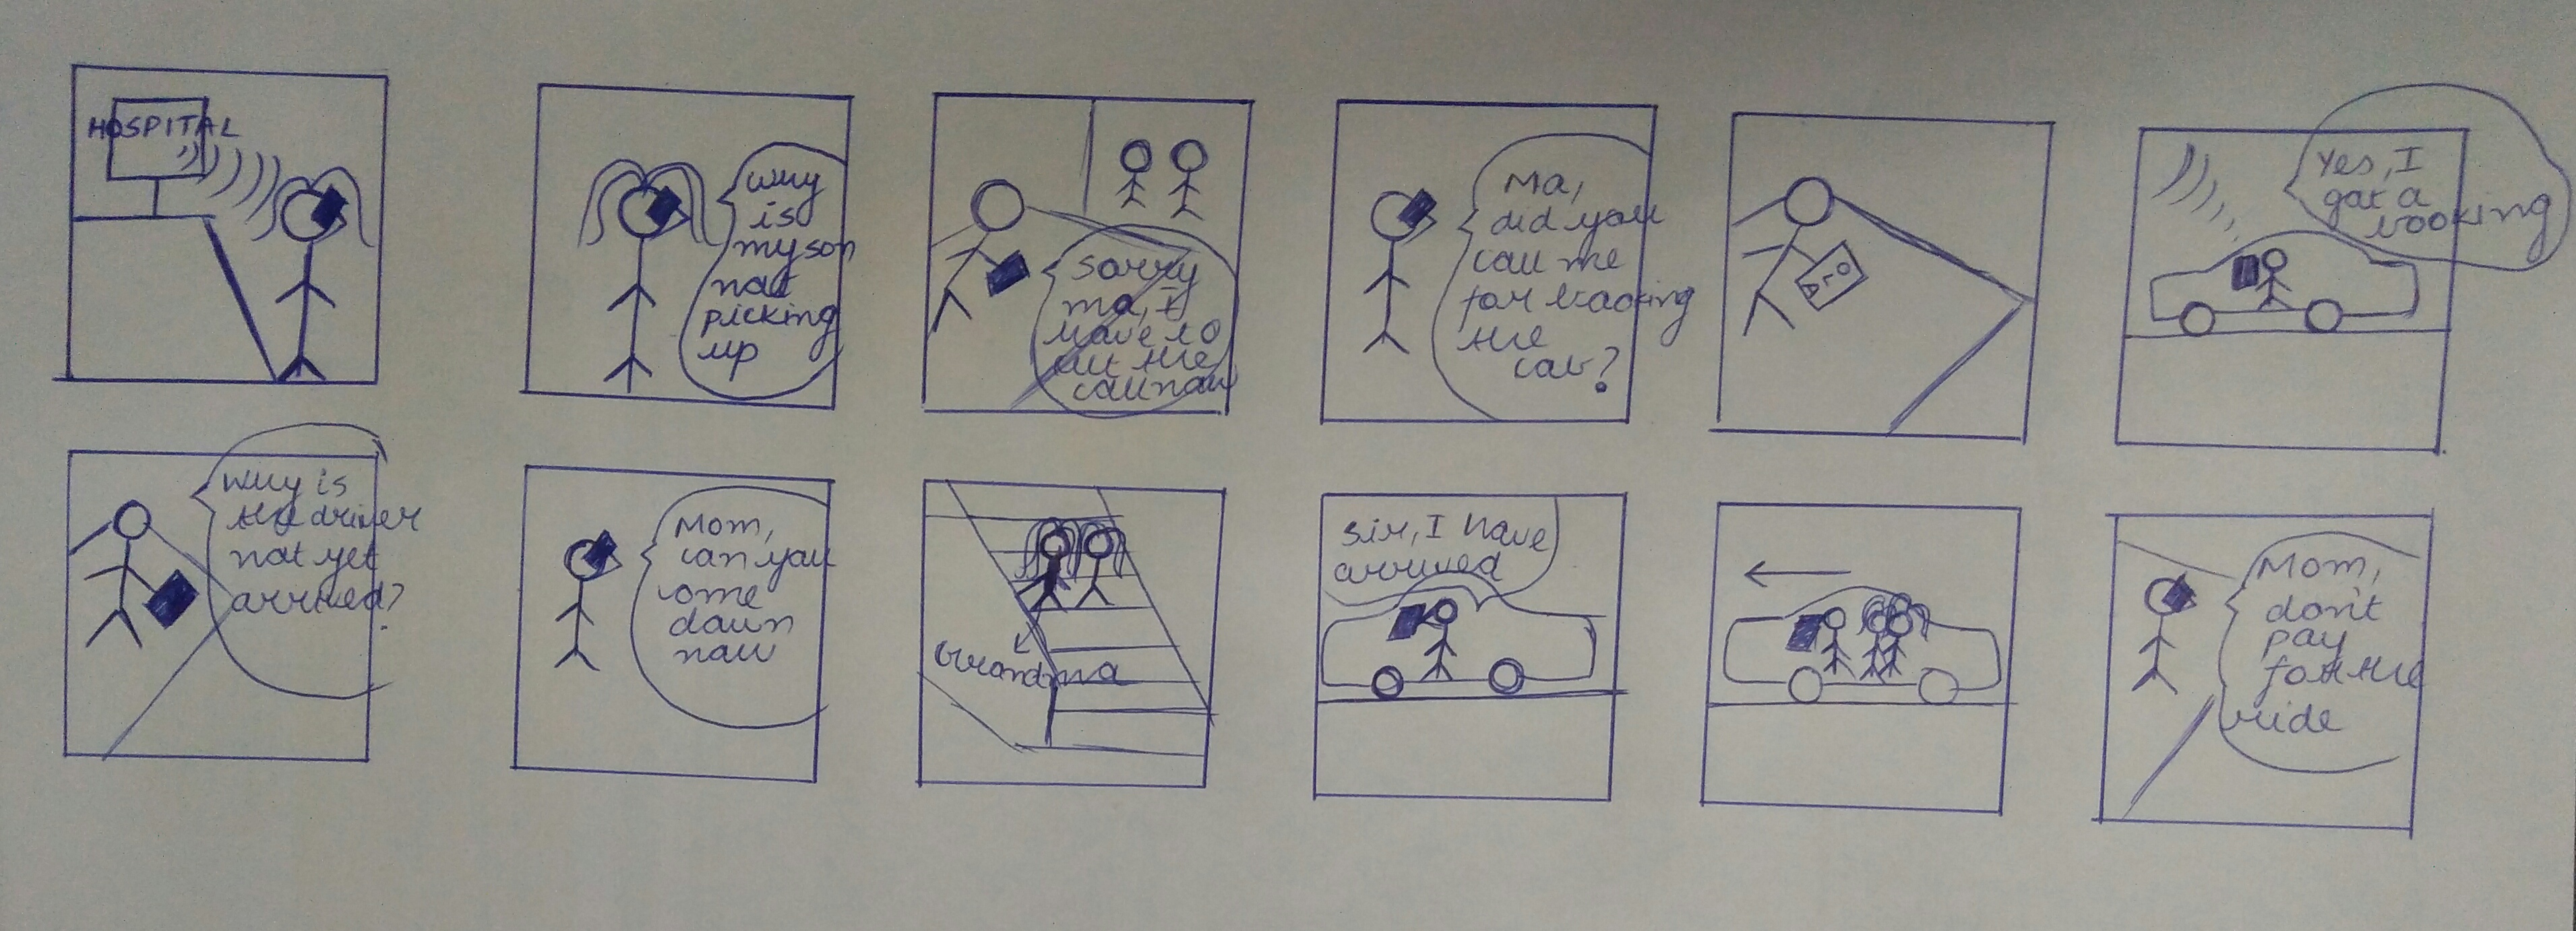 HOSPITAL
Why
is
my son
not
picking
up
Sorry
ma, I
have to
cut the
call now
Ma,
did you
call me
for booking
the
cab?
OLA
Yes, I
got a
booking
Why is
the driver
not yet
arrived?
Mom,
can you
come
down
now
Grandma
Sir, I have
arrived
Mom,
don't
pay
for the
ride